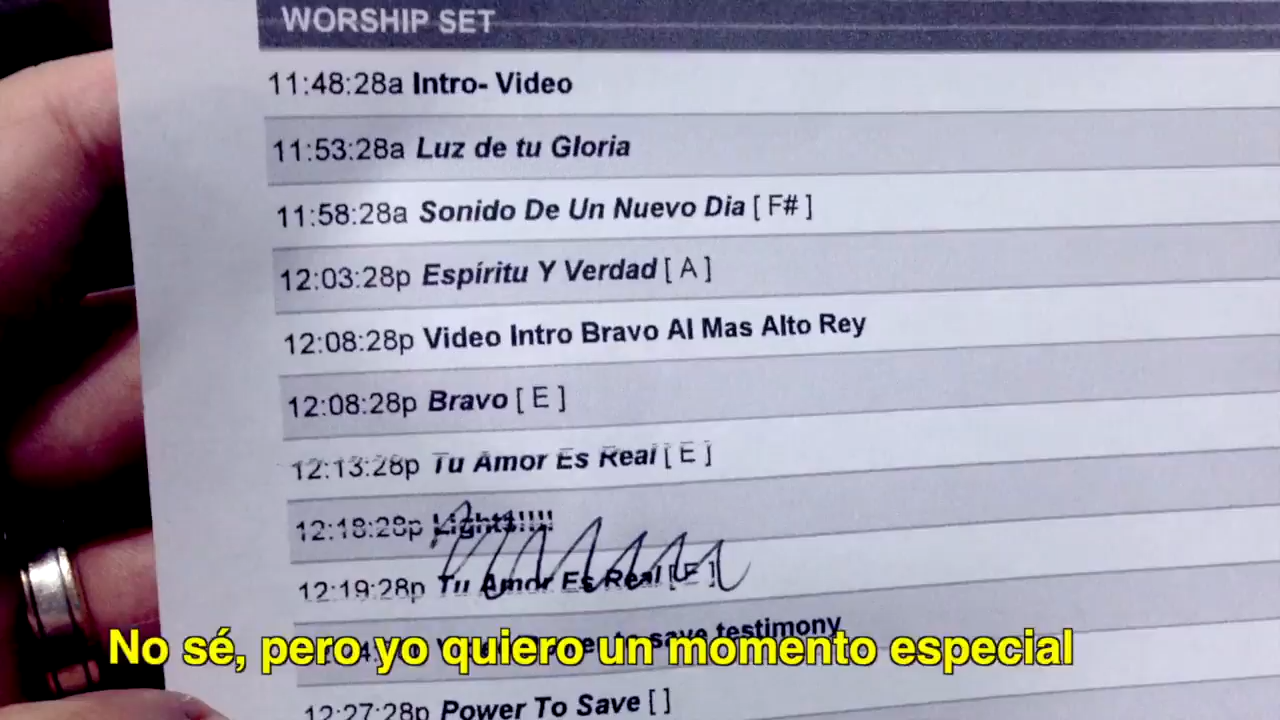 WORSHIP SET
11:48:28a Intro- Video
11:53:28a Luz de tu Gloria
11:58:28a Sonido De Un Nuevo Dia [ F# ]
12:03:28p Espíritu Y Verdad [ A ]
12:08:28p Video Intro Bravo Al Mas Alto Rey
12:08:28p Bravo [ E ]
12:13:28p Tu Amor Es Real [ E ]
12:18:28p Lights!!!!
12:19:28p Tu Amor Es Real [ E ]
save testimony
No sé, pero yo quiero un momento especial
12:27:28p Power To Save [ ]